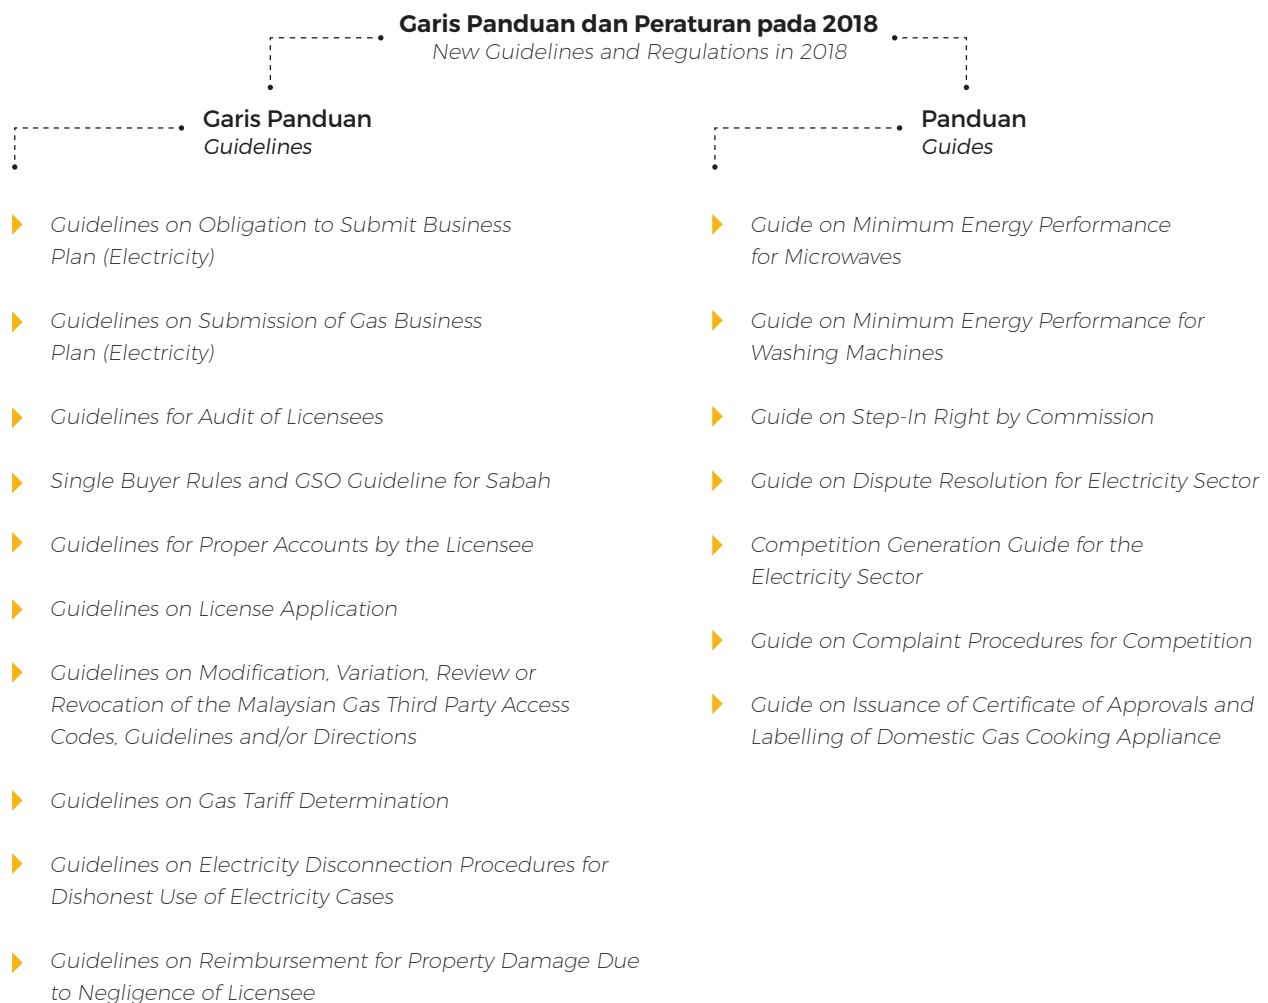 Garis Panduan dan Peraturan pada 2018
New Guidelines and Regulations in 2018
Garis Panduan
Guidelines
Guidelines on Obligation to Submit Business
Plan (Electricity)
Guidelines on Submission of Gas Business
Plan (Electricity)
Guidelines for Audit of Licensees
Single Buyer Rules and GSO Guideline for Sabah
Guidelines for Proper Accounts by the Licensee
Guidelines on License Application
Guidelines on Modification, Variation, Review or
Revocation of the Malaysian Gas Third Party Access
Codes, Guidelines and/or Directions
Guidelines on Gas Tariff Determination
Guidelines on Electricity Disconnection Procedures for
Dishonest Use of Electricity Cases
Guidelines on Reimbursement for Property Damage Due
to Negligence of Licensee
Panduan
Guides
Guide on Minimum Energy Performance
for Microwaves
Guide on Minimum Energy Performance for
Washing Machines
Guide on Step-In Right by Commission
Guide on Dispute Resolution for Electricity Sector
Competition Generation Guide for the
Electricity Sector
Guide on Complaint Procedures for Competition
Guide on Issuance of Certificate of Approvals and
Labelling of Domestic Gas Cooking Appliance